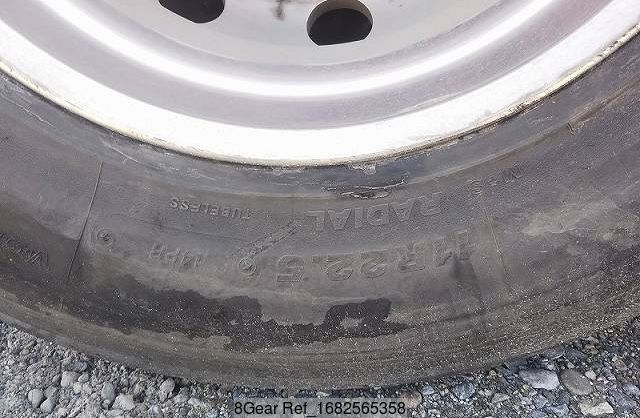 M+S
RADIAL
TUBELESS
11R22.5
14PR
8Gear Ref_1682565358